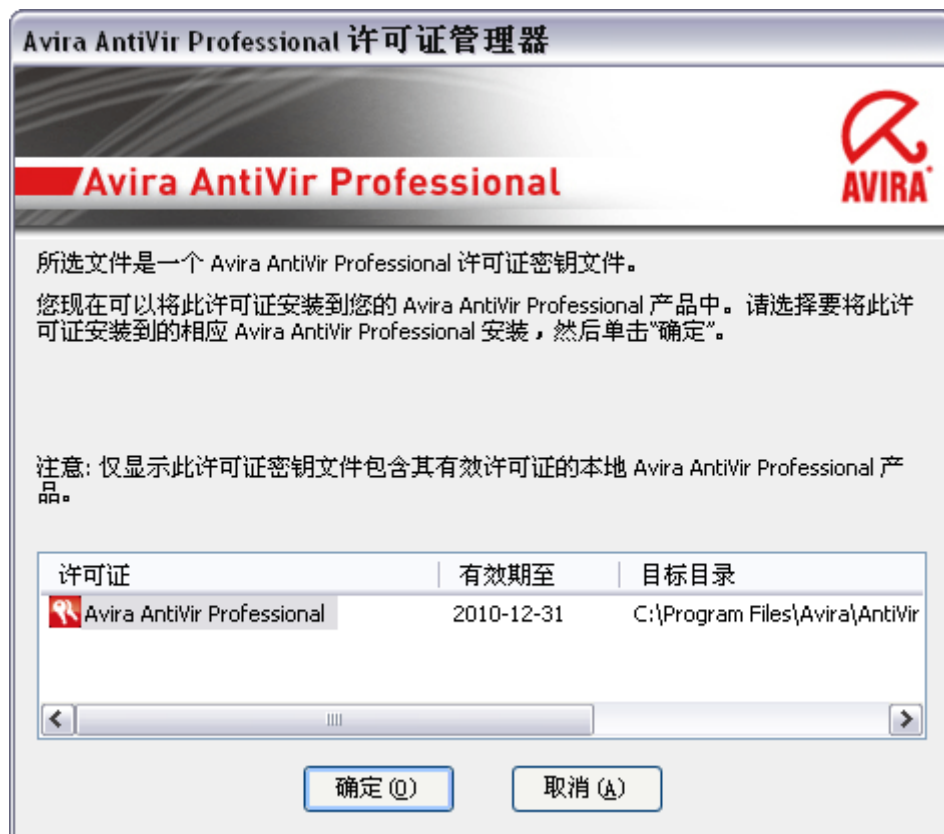 Avira AntiVir Professional 许可证管理器
Avira AntiVir Professional
AVIRA
所选文件是一个 Avira AntiVir Professional 许可证密钥文件。
您现在可以将此许可证安装到您的 Avira AntiVir Professional 产品中。请选择要将此许
可证安装到的相应 Avira AntiVir Professional 安装，然后单击“确定”。
注意: 仅显示此许可证密钥文件包含其有效许可证的本地 Avira AntiVir Professional 产
品。
许可证 有效期至 目标目录
Avira AntiVir Professional 2010-12-31 C:\Program Files\Avira\AntiVir
确定(O) 取消(A)